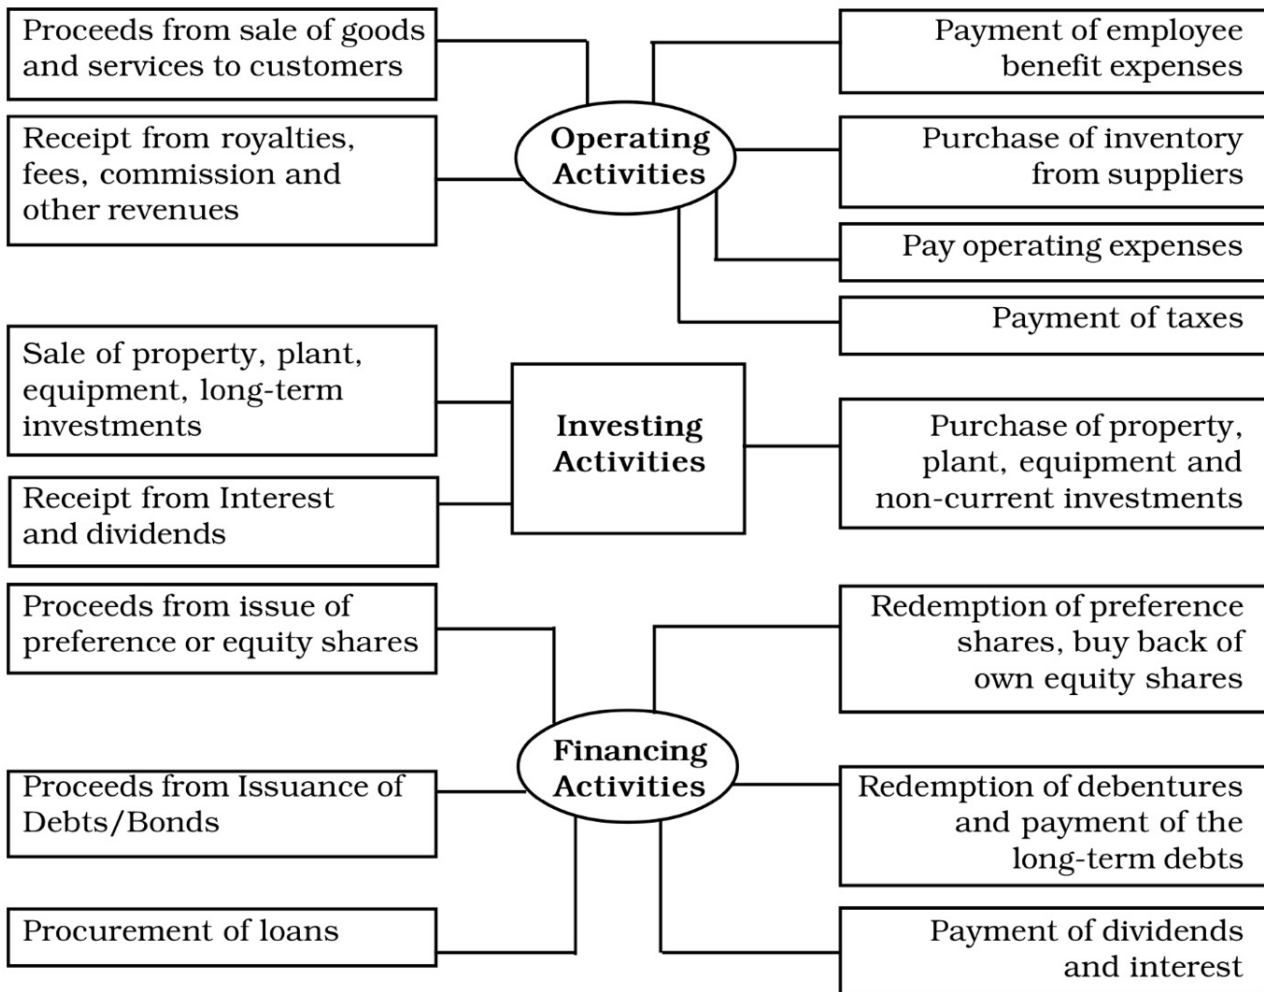 Proceeds from sale of goods
and services to customers
Receipt from royalties,
fees, commission and
other revenues
Operating
Activities
Payment of employee
benefit expenses
Purchase of inventory
from suppliers
Pay operating expenses
Payment of taxes
Sale of property, plant,
equipment, long-term
investments
Receipt from Interest
and dividends
Investing
Activities
Purchase of property,
plant, equipment and
non-current investments
Proceeds from issue of
preference or equity shares
Proceeds from Issuance of
Debts/Bonds
Procurement of loans
Financing
Activities
Redemption of preference
shares, buy back of
own equity shares
Redemption of debentures
and payment of the
long-term debts
Payment of dividends
and interest